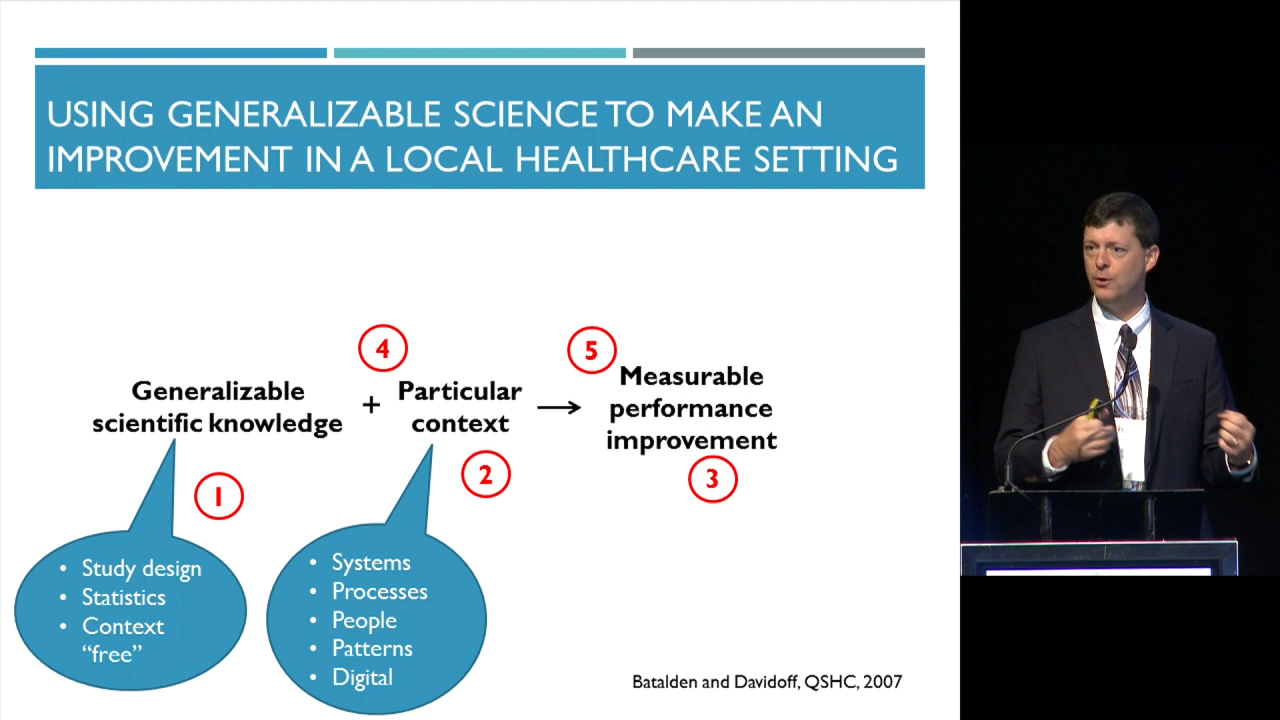 USING GENERALIZABLE SCIENCE TO MAKE AN
IMPROVEMENT IN A LOCAL HEALTHCARE SETTING
4
5
Generalizable
scientific knowledge
+
Particular
context
→
Measurable
performance
improvement
1
2
3
• Study design
• Statistics
• Context
“free”
• Systems
• Processes
• People
• Patterns
• Digital
Batalden and Davidoff, QSHC, 2007